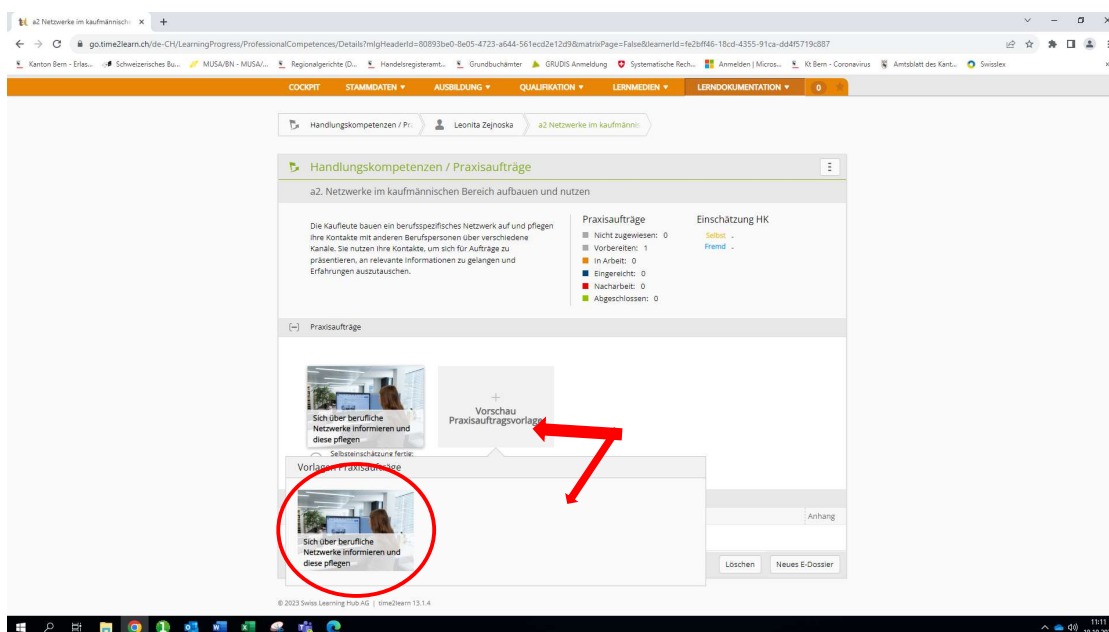 a2 Netzwerke im kaufmännisch
go.time2learn.ch/de-CH/LearningProgress/ProfessionalCompetences/Details?mlgHeaderId=80893be0-8e05-4723-a644-561ecd2e12d9&matrixPage=False&learnerId=fe2bff46-18cd-4355-91ca-dd4f5719c887
Kanton Bern - Erlas... Schweizerisches Bu... MUSA/BN - MUSA/... Regionalgerichte (D... Handelsregisteramt... Grundbuchämter GRUDIS Anmeldung Systematische Rech... Anmelden | Micros... Kt Bern - Coronavirus Amtsblatt des Kant... Swisslex
COCKPIT STAMMDATEN AUSBILDUNG QUALIFIKATION LERNMEDIEN LERNDOKUMENTATION 0
Handlungskompetenzen / Pr Leonita Zejnoska a2 Netzwerke im kaufmännis
Handlungskompetenzen / Praxisaufträge
a2. Netzwerke im kaufmännischen Bereich aufbauen und nutzen
Die Kaufleute bauen ein berufsspezifisches Netzwerk auf und pflegen
ihre Kontakte mit anderen Berufspersonen über verschiedene
Kanäle. Sie nutzen ihre Kontakte, um sich für Aufträge zu
präsentieren, an relevante Informationen zu gelangen und
Erfahrungen auszutauschen.
Praxisaufträge
Nicht zugewiesen: 0
Vorbereiten: 1
In Arbeit: 0
Eingereicht: 0
Nacharbeit: 0
Abgeschlossen: 0
Einschätzung HK
Selbst -
Fremd -
[−] Praxisaufträge
Sich über berufliche
Netzwerke informieren und
diese pflegen
Selbsteinschätzung fertig:
+
Vorschau
Praxisauftragsvorlage
Vorlagen Praxisaufträge
Sich über berufliche
Netzwerke informieren und
diese pflegen
Anhang
Löschen Neues E-Dossier
© 2023 Swiss Learning Hub AG | time2learn 13.1.4
11:11